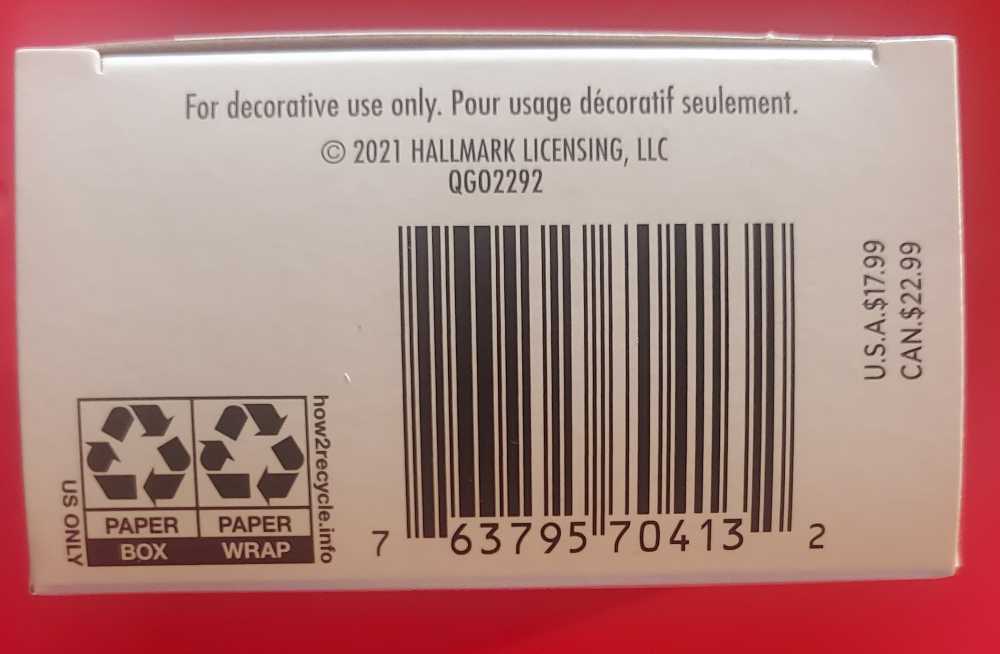 For decorative use only. Pour usage décoratif seulement.
© 2021 HALLMARK LICENSING, LLC
QGO2292
U.S.A.$17.99
CAN.$22.99
how2recycle.info
US ONLY
PAPER PAPER
BOX WRAP
7 63795 70413 2